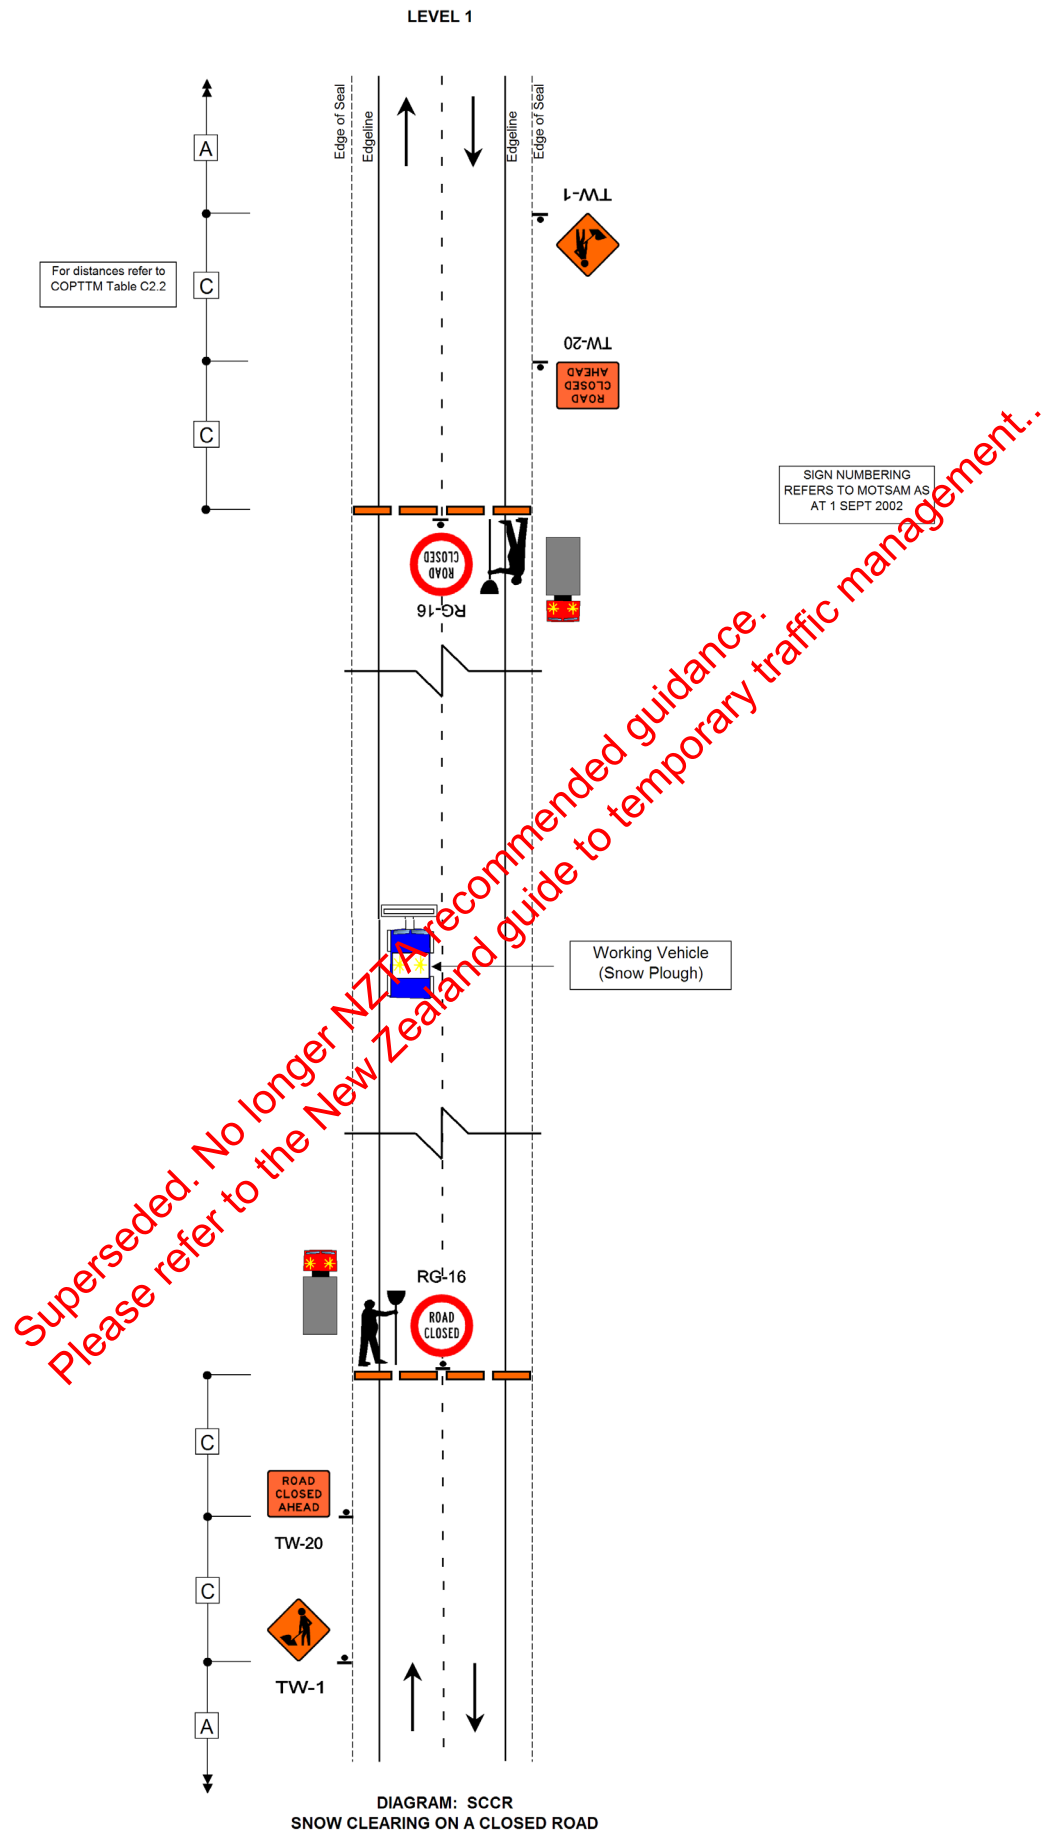 LEVEL 1
Edge of Seal
Edgeline
Edgeline
Edge of Seal
A
TW-1
For distances refer to
COPTTM Table C2.2
C
TW-20
ROAD
CLOSED
AHEAD
C
SIGN NUMBERING
REFERS TO MOTSAM AS
AT 1 SEPT 2002
ROAD
CLOSED
RG-16
Superseded. No longer NZTA recommended guidance.
Please refer to the New Zealand guide to temporary traffic management..
Working Vehicle
(Snow Plough)
RG-16
ROAD
CLOSED
C
ROAD
CLOSED
AHEAD
TW-20
C
TW-1
A
DIAGRAM: SCCR
SNOW CLEARING ON A CLOSED ROAD